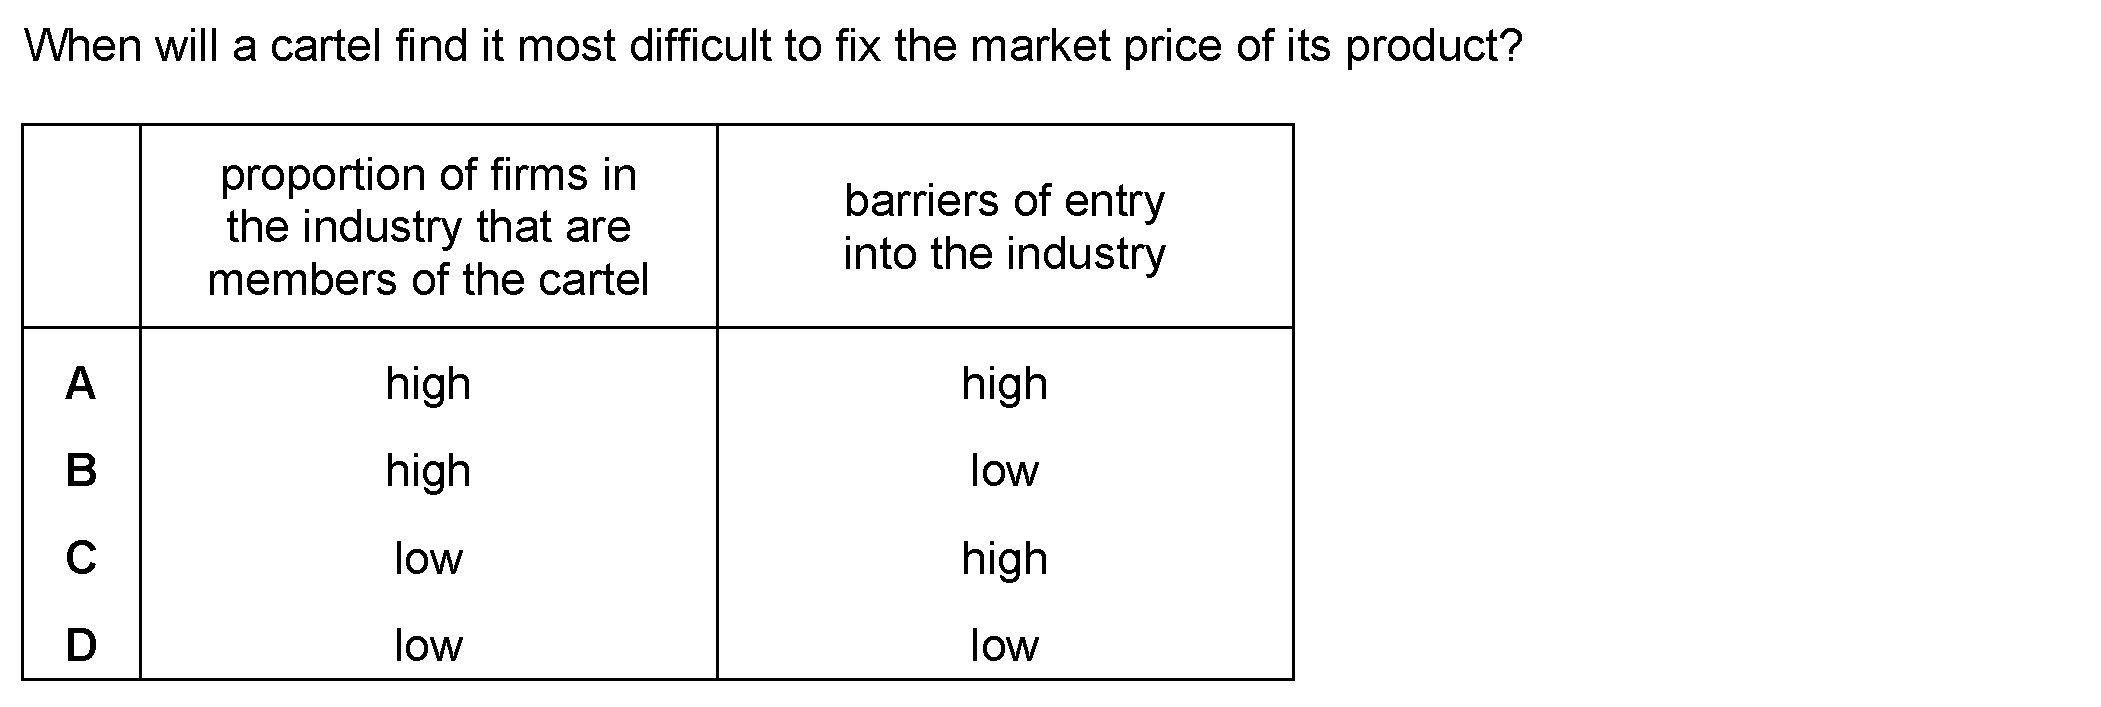 When will a cartel find it most difficult to fix the market price of its product?
proportion of firms in
the industry that are
members of the cartel
barriers of entry
into the industry
A high high
B high low
C low high
D low low